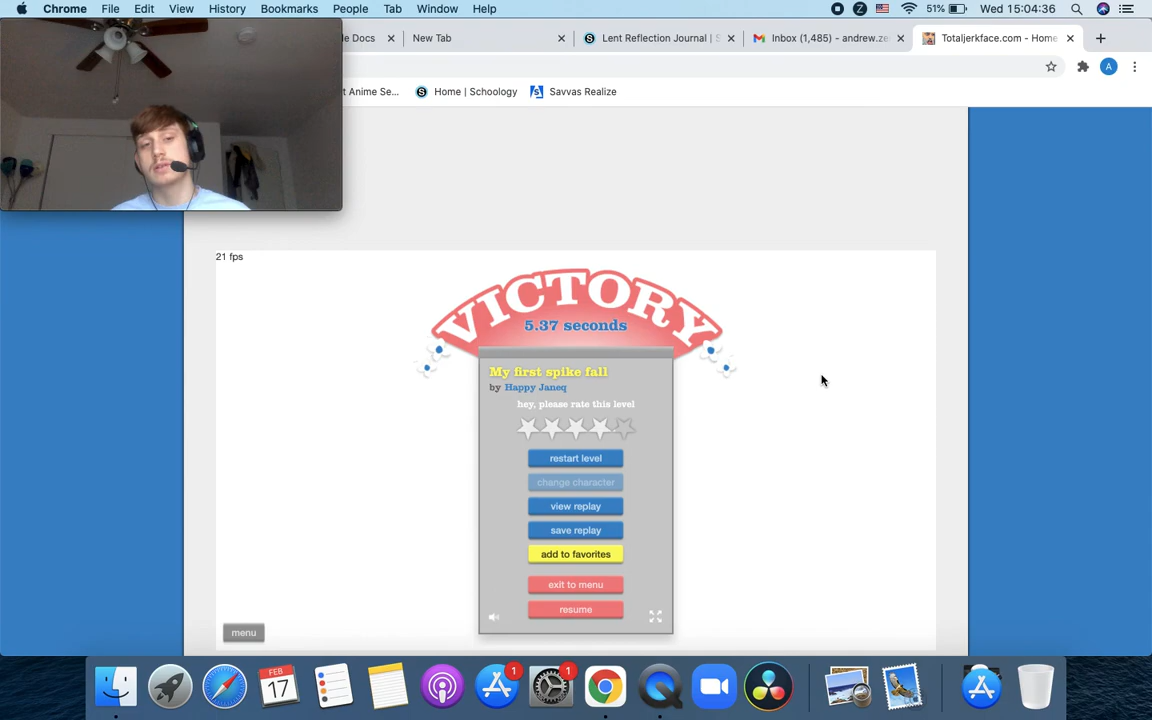 Chrome File Edit View History Bookmarks People Tab Window Help 51% Wed 15:04:36
le Docs New Tab Lent Reflection Journal | S Inbox (1,485) - andrew.ze Totaljerkface.com - Home
A
t Anime Se... Home | Schoology Savvas Realize
21 fps
VICTORY
5.37 seconds
My first spike fall
by Happy Janeq
hey, please rate this level
restart level
change character
view replay
save replay
add to favorites
exit to menu
resume
menu
FEB
17
1
1